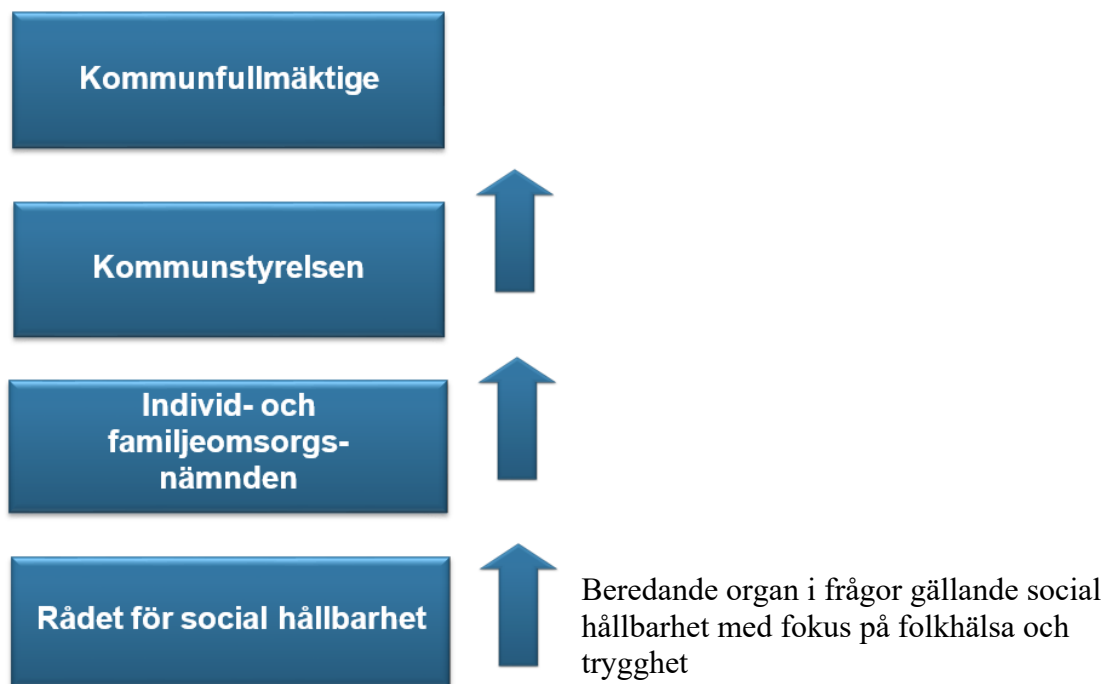 Kommunfullmäktige
Kommunstyrelsen
Individ- och
familjeomsorgs-
nämnden
Rådet för social hållbarhet
Beredande organ i frågor gällande social
hållbarhet med fokus på folkhälsa och
trygghet